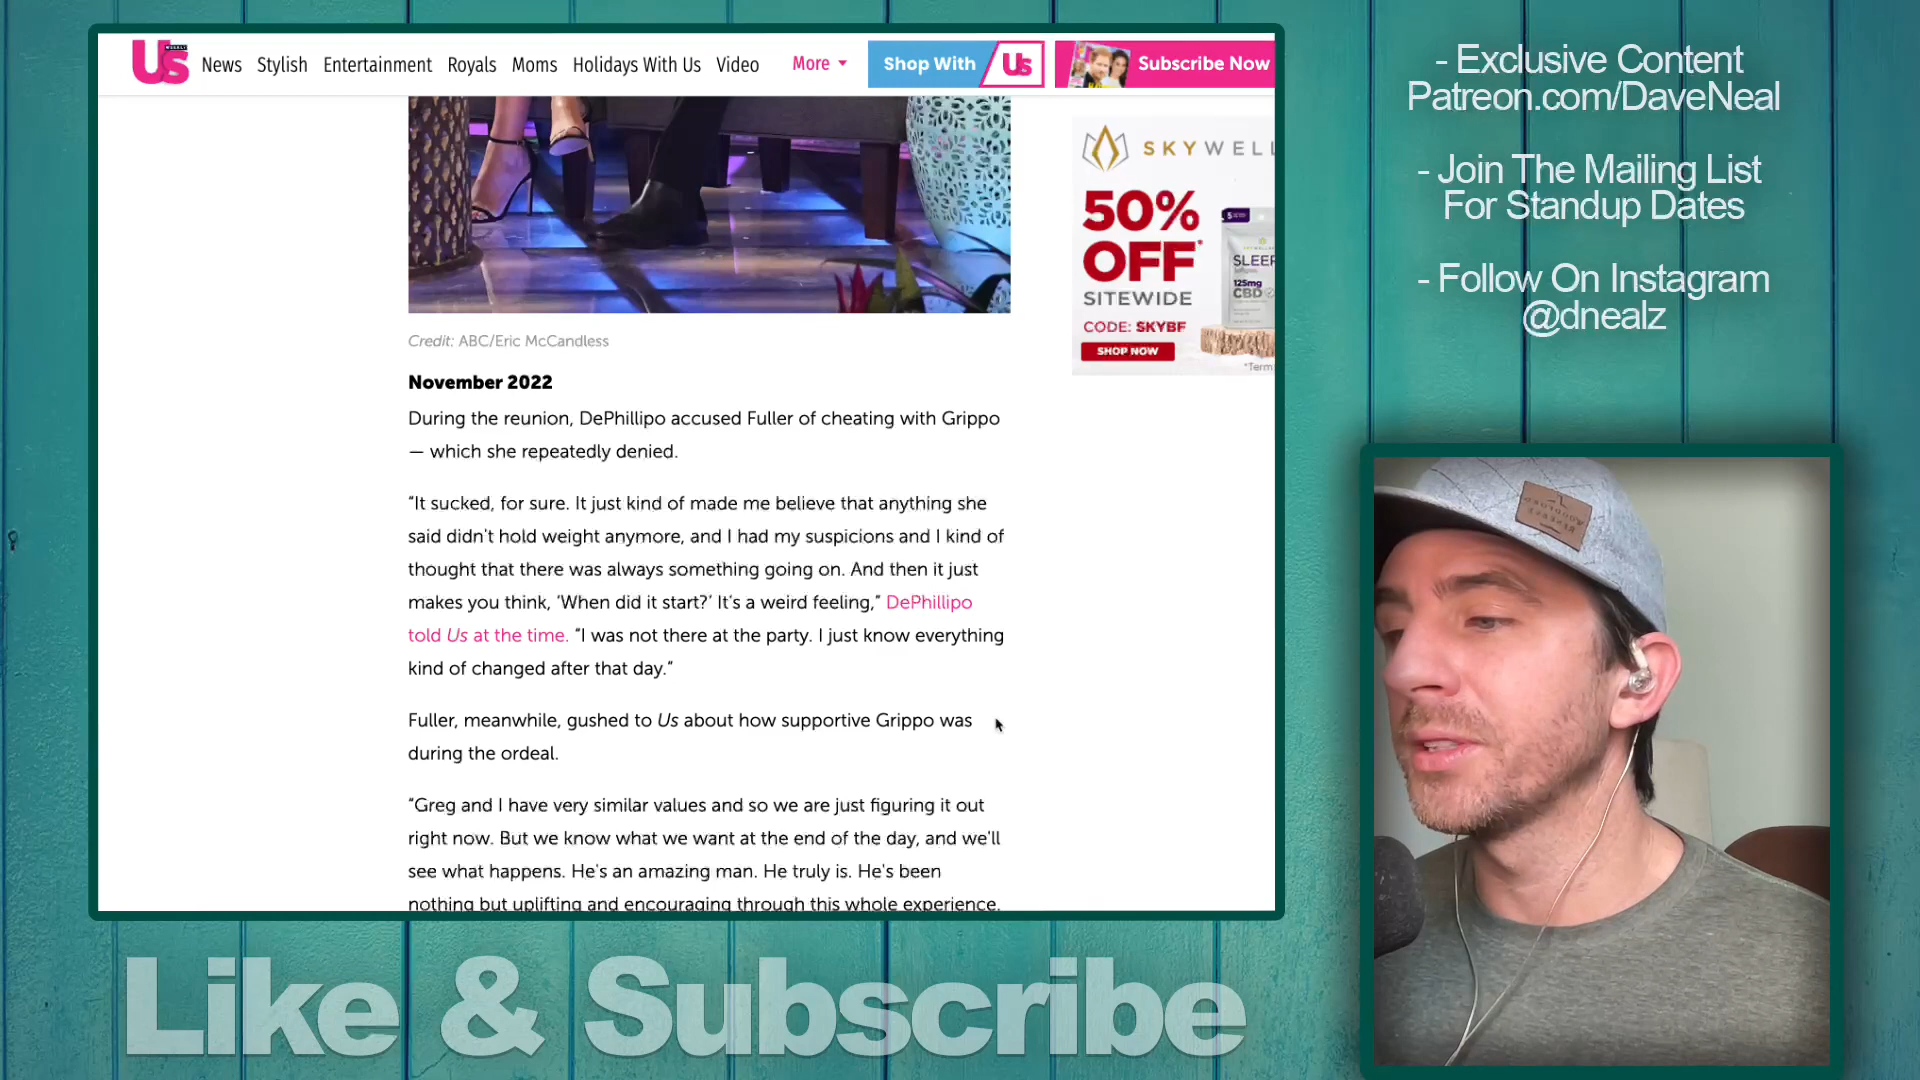 Us WEEKLY
News Stylish Entertainment Royals Moms Holidays With Us Video More Shop With Us Subscribe Now
- Exclusive Content
Patreon.com/DaveNeal
- Join The Mailing List
For Standup Dates
- Follow On Instagram
@dnealz
SKYWELL
50%
OFF*
SITEWIDE
CODE: SKYBF
SHOP NOW
5
SLEEP
125mg
CBD
*Term
Credit: ABC/Eric McCandless
November 2022
During the reunion, DePhillipo accused Fuller of cheating with Grippo
— which she repeatedly denied.
“It sucked, for sure. It just kind of made me believe that anything she
said didn't hold weight anymore, and I had my suspicions and I kind of
thought that there was always something going on. And then it just
makes you think, ‘When did it start?’ It’s a weird feeling,” DePhillipo
told Us at the time. “I was not there at the party. I just know everything
kind of changed after that day.”
Fuller, meanwhile, gushed to Us about how supportive Grippo was
during the ordeal.
“Greg and I have very similar values and so we are just figuring it out
right now. But we know what we want at the end of the day, and we'll
see what happens. He's an amazing man. He truly is. He's been
nothing but uplifting and encouraging through this whole experience.
Like & Subscribe